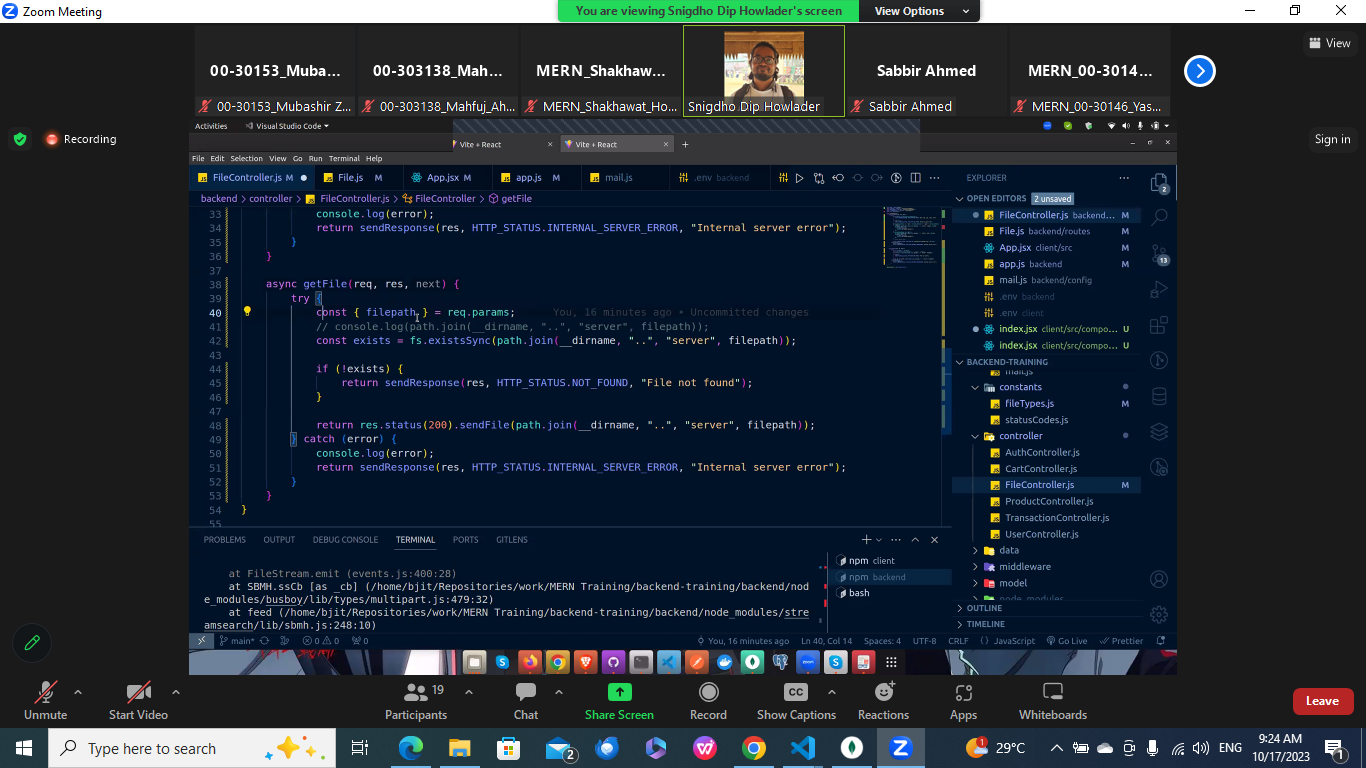 Zoom Meeting
You are viewing Snigdho Dip Howlader's screen
View Options
00-30153_Muba...
00-303138_Mah...
MERN_Shakhaw...
Sabbir Ahmed
MERN_00-3014...
View
00-30153_Mubashir Z...
00-303138_Mahfuj_Ah...
MERN_Shakhawat_Ho...
Snigdho Dip Howlader
Sabbir Ahmed
MERN_00-30146_Yas...
Recording
Sign in
Activities
Visual Studio Code
Vite + React
Vite + React
File Edit Selection View Go Run Terminal Help
FileController.js M
File.js M
App.jsx M
app.js M
mail.js
.env backend
backend > controller > FileController.js > FileController > getFile
33 console.log(error);
34 return sendResponse(res, HTTP_STATUS.INTERNAL_SERVER_ERROR, "Internal server error");
35 }
36 }
37
38 async getFile(req, res, next) {
39 try {
40 const { filepath } = req.params; You, 16 minutes ago • Uncommitted changes
41 // console.log(path.join(__dirname, "..", "server", filepath));
42 const exists = fs.existsSync(path.join(__dirname, "..", "server", filepath));
43
44 if (!exists) {
45 return sendResponse(res, HTTP_STATUS.NOT_FOUND, "File not found");
46 }
47
48 return res.status(200).sendFile(path.join(__dirname, "..", "server", filepath));
49 } catch (error) {
50 console.log(error);
51 return sendResponse(res, HTTP_STATUS.INTERNAL_SERVER_ERROR, "Internal server error");
52 }
53 }
54 }
55
EXPLORER
OPEN EDITORS 2 unsaved
FileController.js backend... M
File.js backend/routes M
App.jsx client/src M
app.js backend M
mail.js backend/config
.env backend
.env client
index.jsx client/src/compo... U
index.jsx client/src/compo... U
BACKEND-TRAINING
mail.js
constants
fileTypes.js M
statusCodes.js
controller
AuthController.js
CartController.js
FileController.js M
ProductController.js
TransactionController.js
UserController.js
data
middleware
model
node_modules
OUTLINE
TIMELINE
2
13
PROBLEMS OUTPUT DEBUG CONSOLE TERMINAL PORTS GITLENS
at FileStream.emit (events.js:400:28)
at SBMH.ssCb [as _cb] (/home/bjit/Repositories/work/MERN Training/backend-training/backend/nod
e_modules/busboy/lib/types/multipart.js:479:32)
at feed (/home/bjit/Repositories/work/MERN Training/backend-training/backend/node_modules/stre
amsearch/lib/sbmh.js:248:10)
npm client
npm backend
bash
main* 0 0 0 You, 16 minutes ago Ln 40, Col 14 Spaces: 4 UTF-8 CRLF JavaScript Go Live Prettier
Unmute
Start Video
Participants
19
Chat
Share Screen
Record
CC
Show Captions
Reactions
Apps
Whiteboards
Leave
Type here to search
2
1
29°C
ENG
9:24 AM
10/17/2023
1